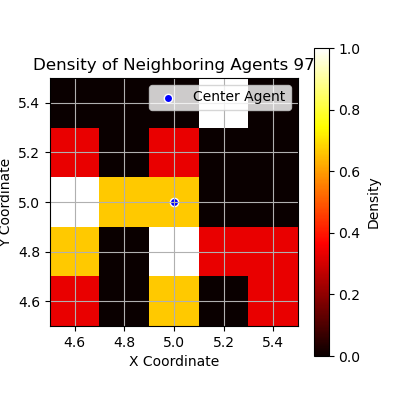 Density of Neighboring Agents 97
Center Agent
Y Coordinate
5.4
5.2
5.0
4.8
4.6
4.6 4.8 5.0 5.2 5.4
X Coordinate
1.0
0.8
0.6
0.4
0.2
0.0
Density